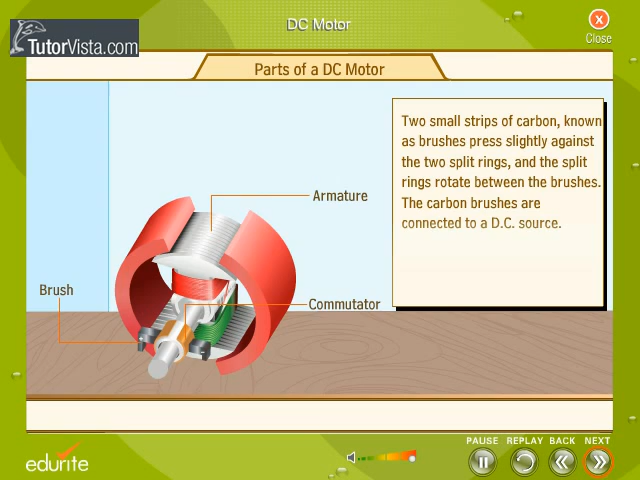 DC Motor
Close
TutorVista.com
Parts of a DC Motor
Two small strips of carbon, known
as brushes press slightly against
the two split rings, and the split
rings rotate between the brushes.
The carbon brushes are
connected to a D.C. source.
Armature
Brush
Commutator
PAUSE REPLAY BACK NEXT
edurite
DC Motor